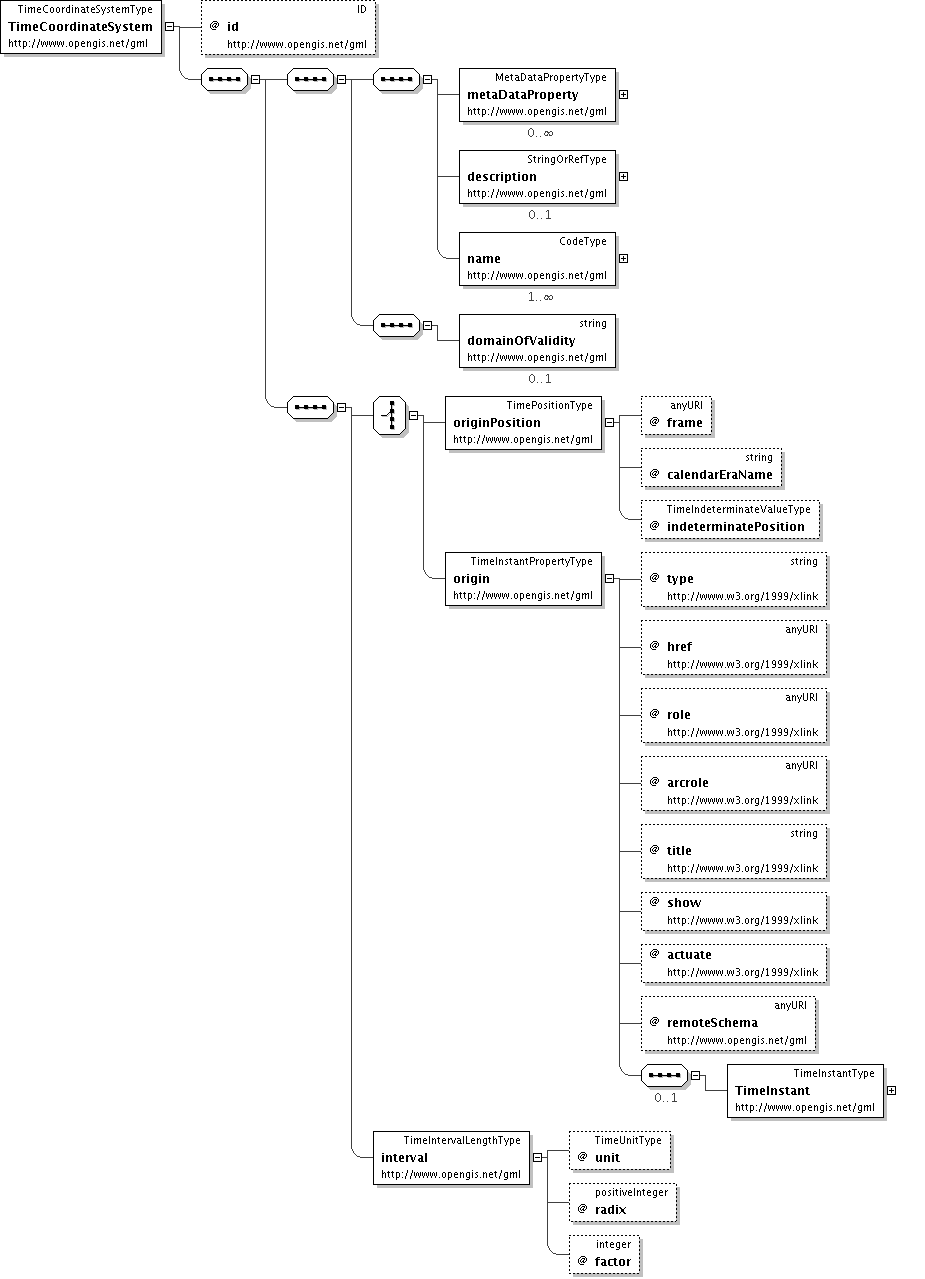 TimeCoordinateSystemType
TimeCoordinateSystem
http://www.opengis.net/gml
ID
@ id
http://www.opengis.net/gml
MetaDataPropertyType
metaDataProperty
http://www.opengis.net/gml
0..∞
StringOrRefType
description
http://www.opengis.net/gml
0..1
CodeType
name
http://www.opengis.net/gml
1..∞
string
domainOfValidity
http://www.opengis.net/gml
0..1
TimePositionType
originPosition
http://www.opengis.net/gml
anyURI
@ frame
string
@ calendarEraName
TimeIndeterminateValueType
@ indeterminatePosition
TimeInstantPropertyType
origin
http://www.opengis.net/gml
string
@ type
http://www.w3.org/1999/xlink
anyURI
@ href
http://www.w3.org/1999/xlink
anyURI
@ role
http://www.w3.org/1999/xlink
anyURI
@ arcrole
http://www.w3.org/1999/xlink
string
@ title
http://www.w3.org/1999/xlink
@ show
http://www.w3.org/1999/xlink
@ actuate
http://www.w3.org/1999/xlink
anyURI
@ remoteSchema
http://www.opengis.net/gml
0..1
TimeInstantType
TimeInstant
http://www.opengis.net/gml
TimeIntervalLengthType
interval
http://www.opengis.net/gml
TimeUnitType
@ unit
positiveInteger
@ radix
integer
@ factor